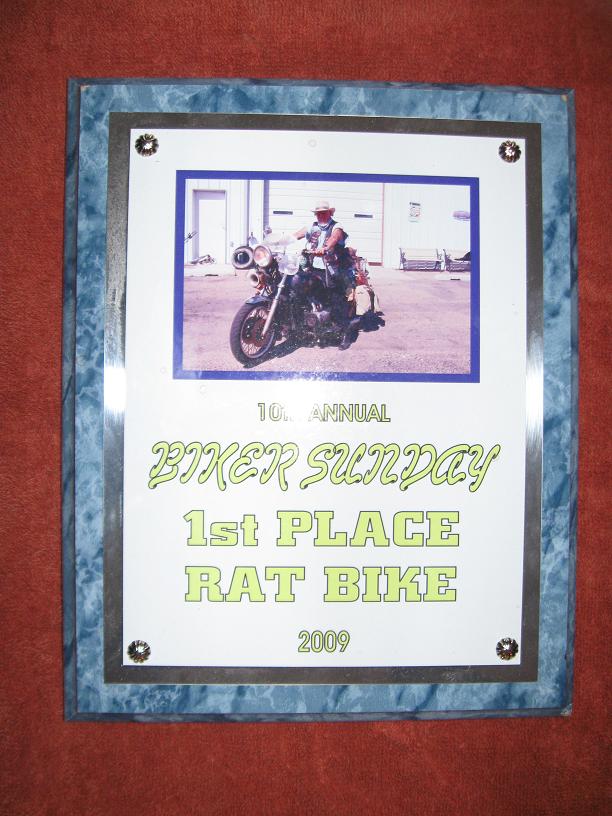 10th ANNUAL
BIKER SUNDAY
1st PLACE
RAT BIKE
2009